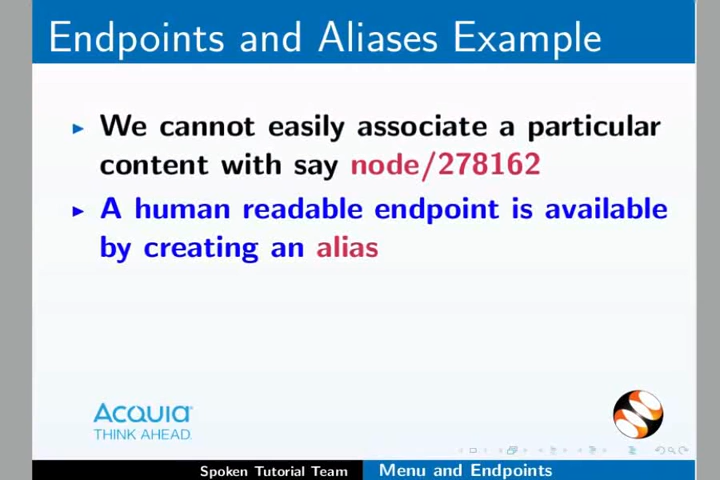 Endpoints and Aliases Example
We cannot easily associate a particular
content with say node/278162
A human readable endpoint is available
by creating an alias
ACQUIA
THINK AHEAD.
Spoken Tutorial Team Menu and Endpoints